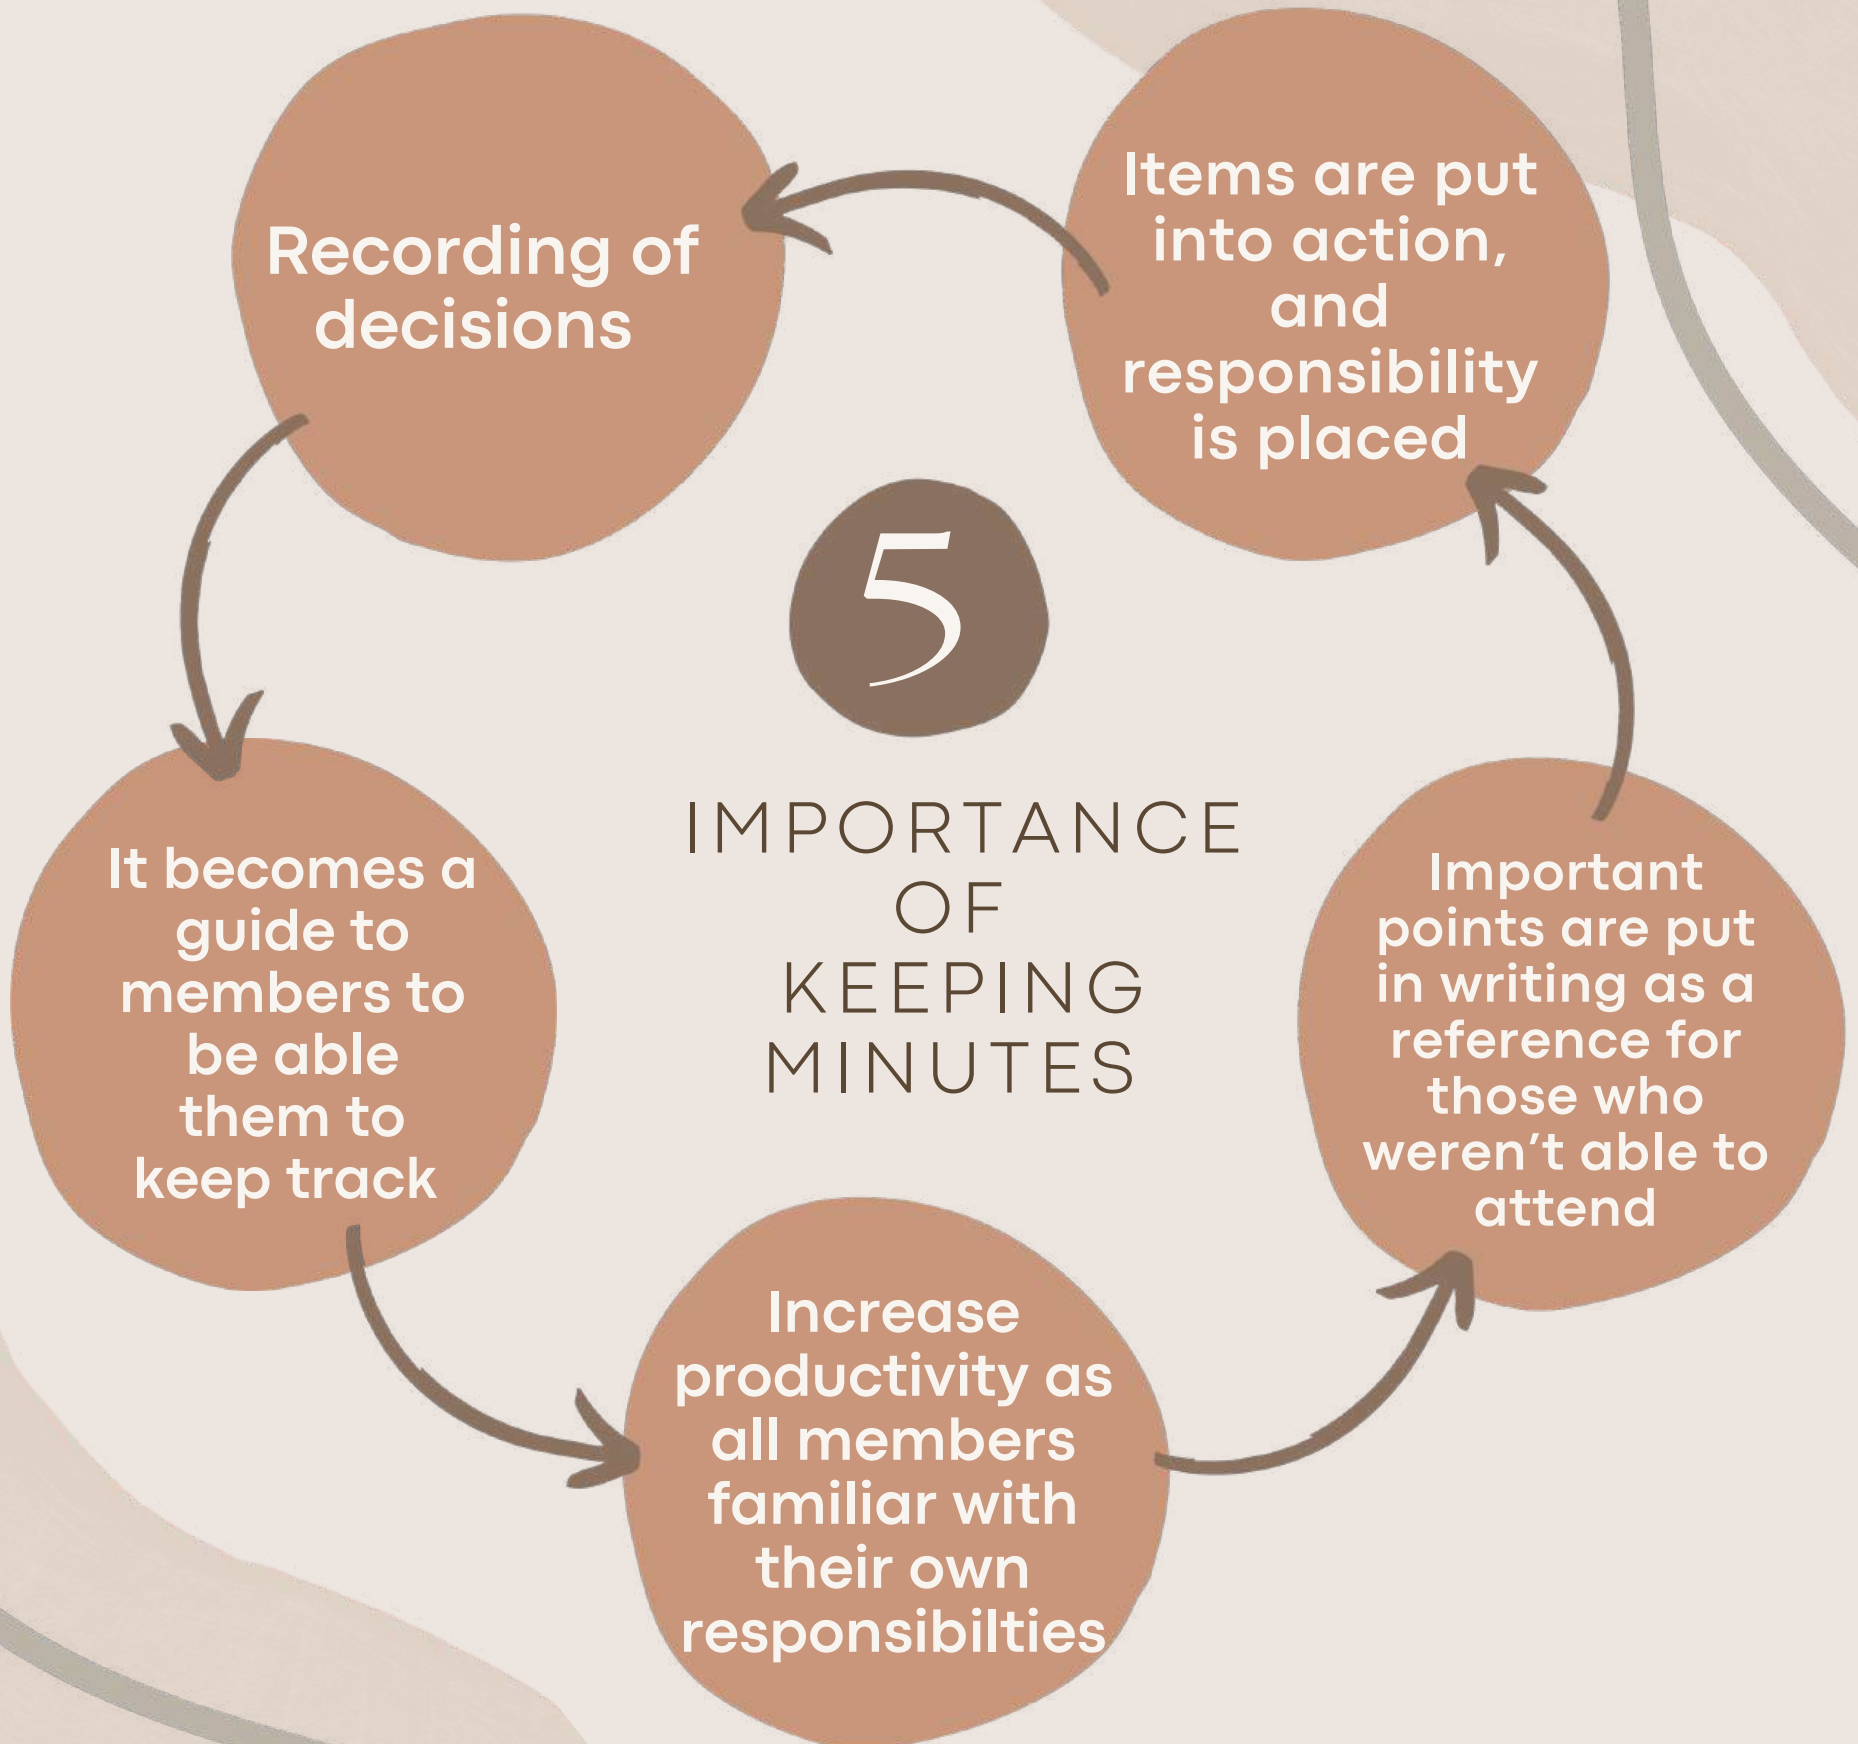 Recording of
decisions
Items are put
into action,
and
responsibility
is placed
5
IMPORTANCE
OF
KEEPING
MINUTES
It becomes a
guide to
members to
be able
them to
keep track
Important
points are put
in writing as a
reference for
those who
weren't able to
attend
Increase
productivity as
all members
familiar with
their own
responsibilties